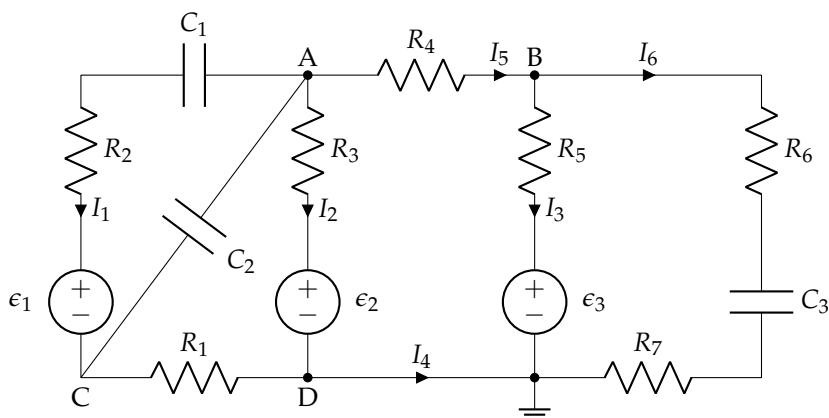 C₁
A
R₄
I₅
B
I₆
R₂
R₃
R₅
R₆
I₁
C₂
I₂
I₃
ϵ₁
+
−
ϵ₂
+
−
ϵ₃
+
−
C₃
R₁
I₄
R₇
C
D